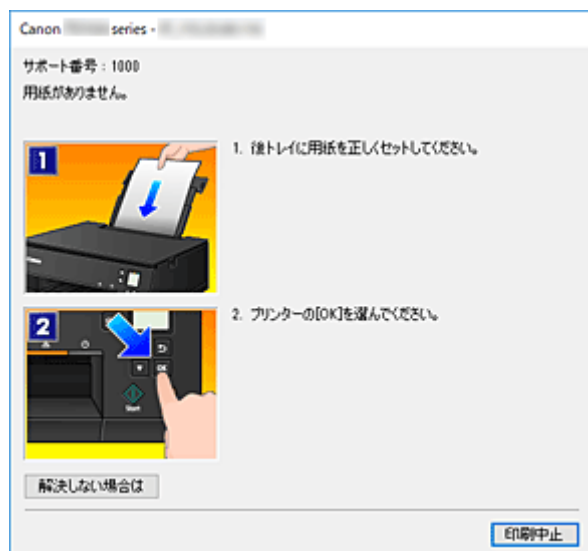 Canon series -
サポート番号：1000
用紙がありません。
1
1. 後トレイに用紙を正しくセットしてください。
2
2. プリンターの[OK]を選んでください。
OK
Start
解決しない場合は
印刷中止